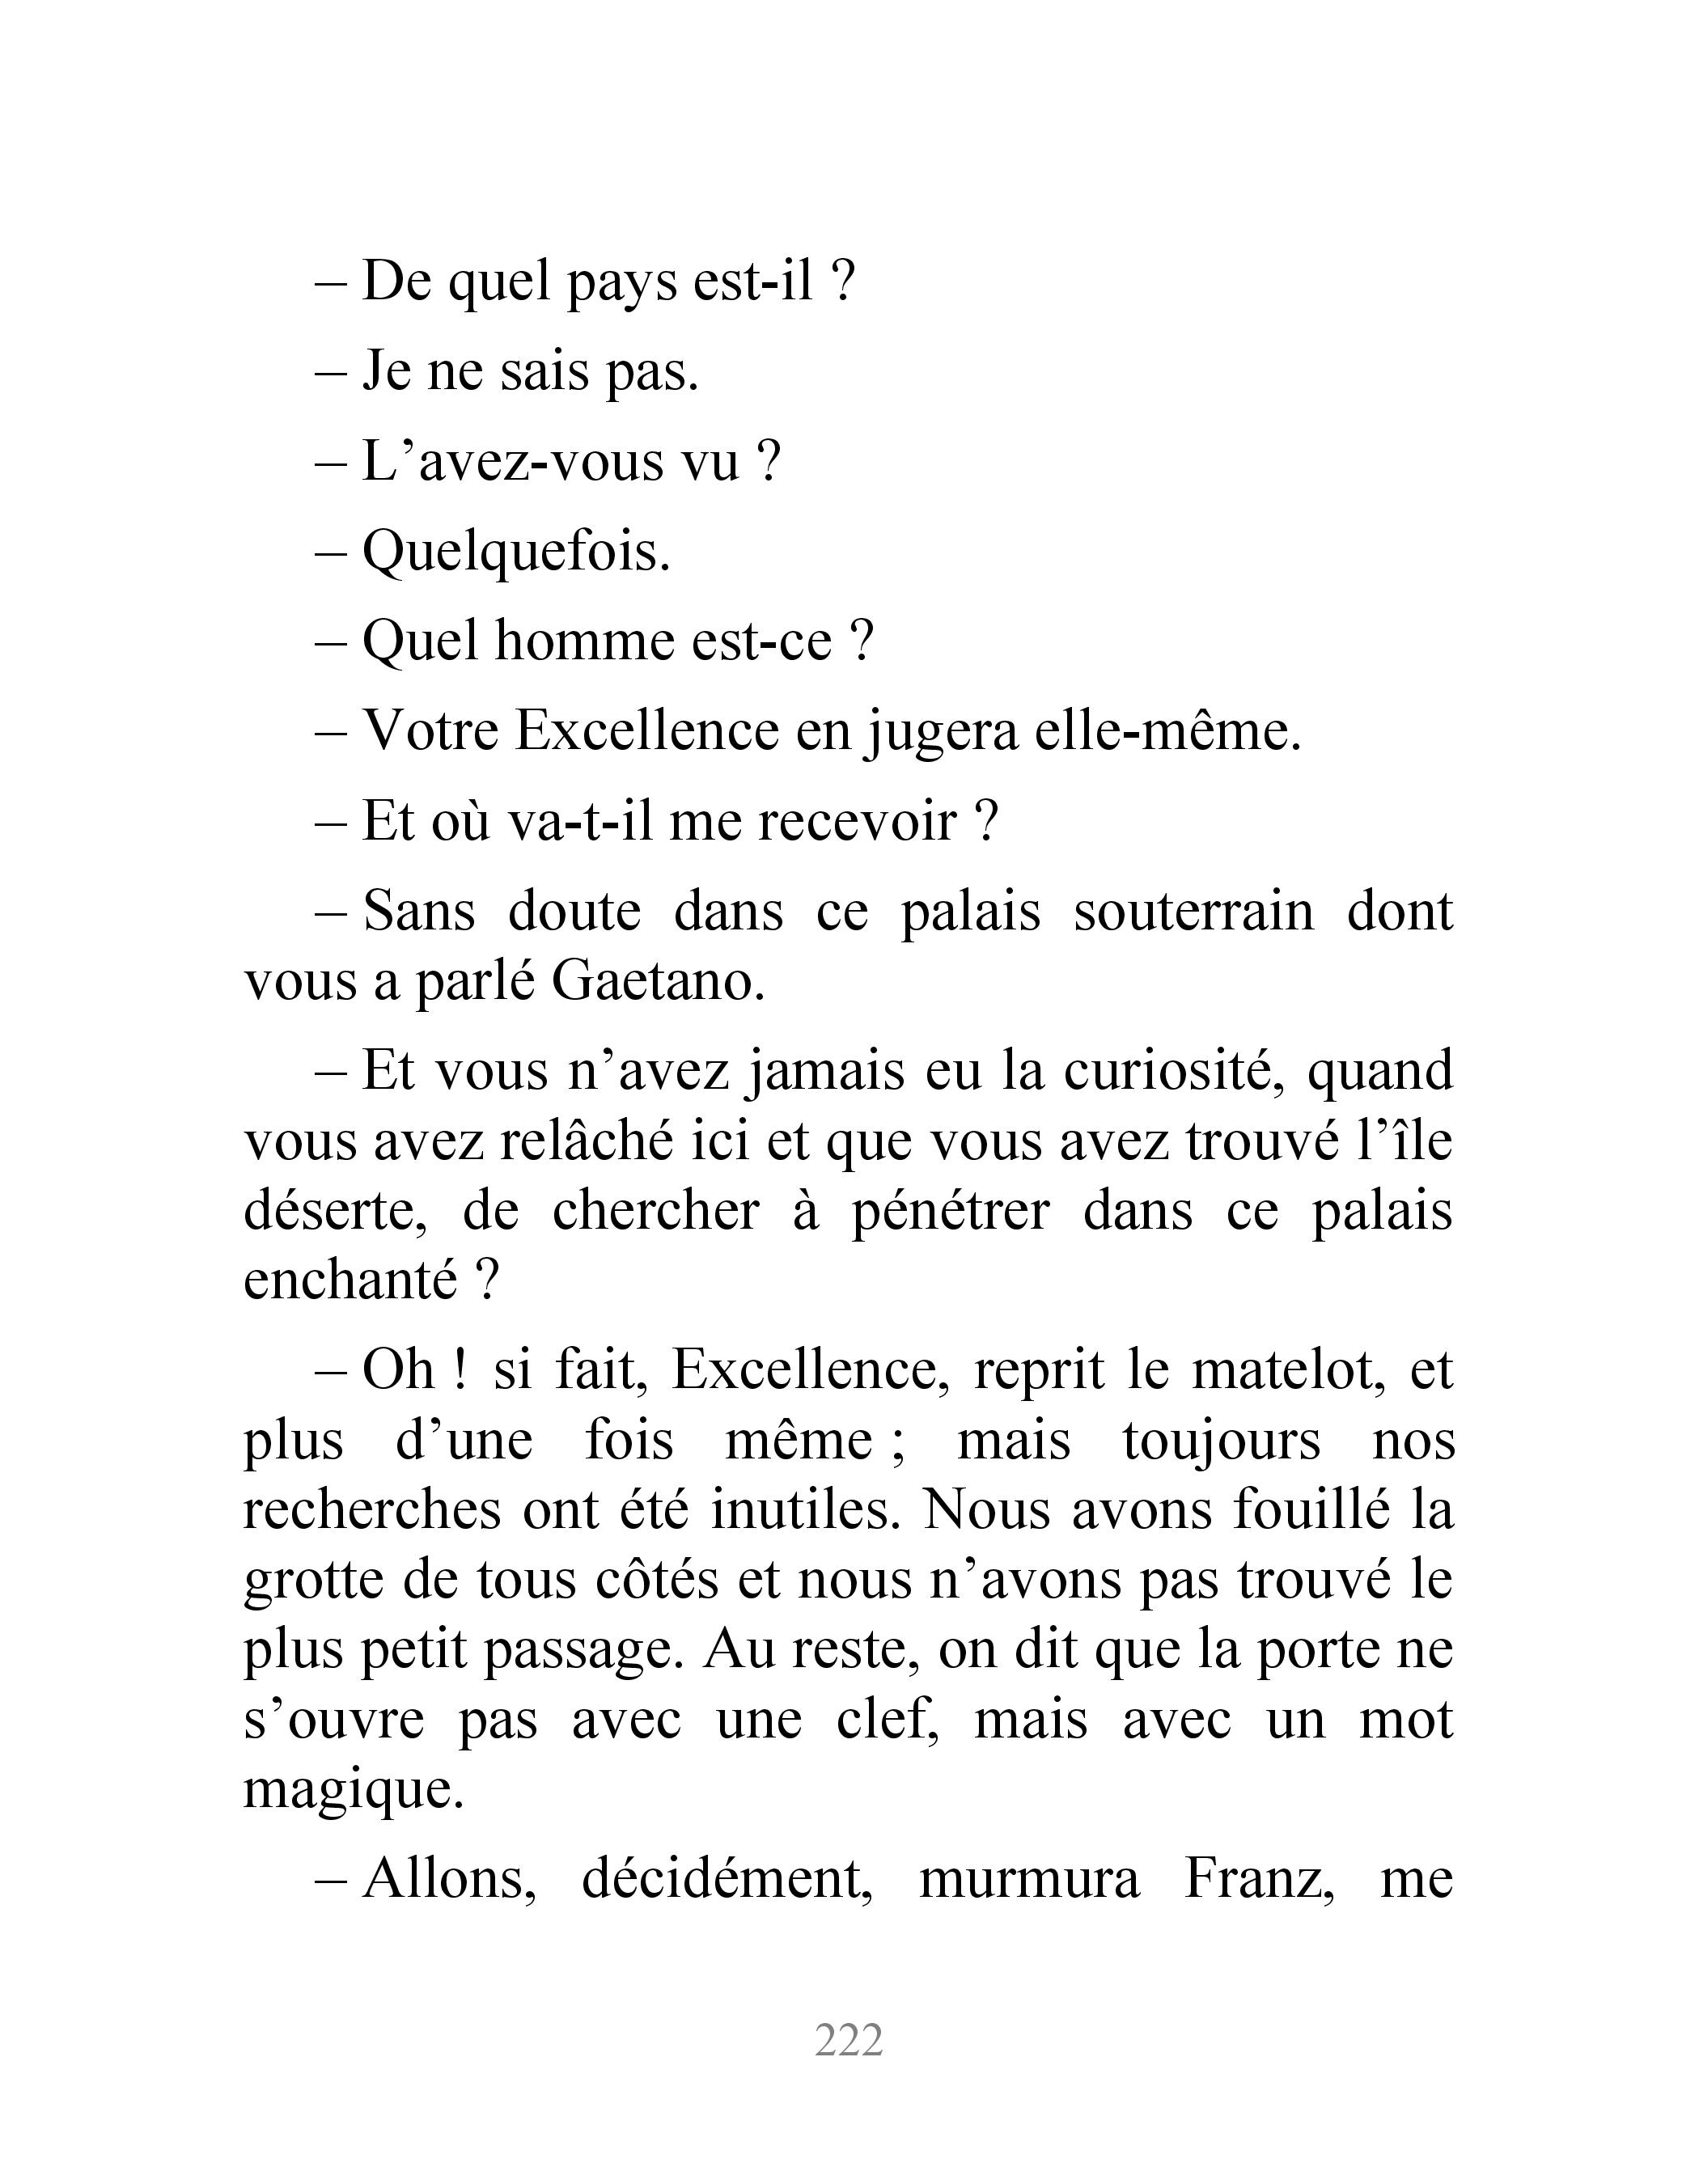 – De quel pays est-il ?
– Je ne sais pas.
– L’avez-vous vu ?
– Quelquefois.
– Quel homme est-ce ?
– Votre Excellence en jugera elle-même.
– Et où va-t-il me recevoir ?
– Sans doute dans ce palais souterrain dont
vous a parlé Gaetano.
– Et vous n’avez jamais eu la curiosité, quand
vous avez relâché ici et que vous avez trouvé l’île
déserte, de chercher à pénétrer dans ce palais
enchanté ?
– Oh ! si fait, Excellence, reprit le matelot, et
plus d’une fois même ; mais toujours nos
recherches ont été inutiles. Nous avons fouillé la
grotte de tous côtés et nous n’avons pas trouvé le
plus petit passage. Au reste, on dit que la porte ne
s’ouvre pas avec une clef, mais avec un mot
magique.
– Allons, décidément, murmura Franz, me
222